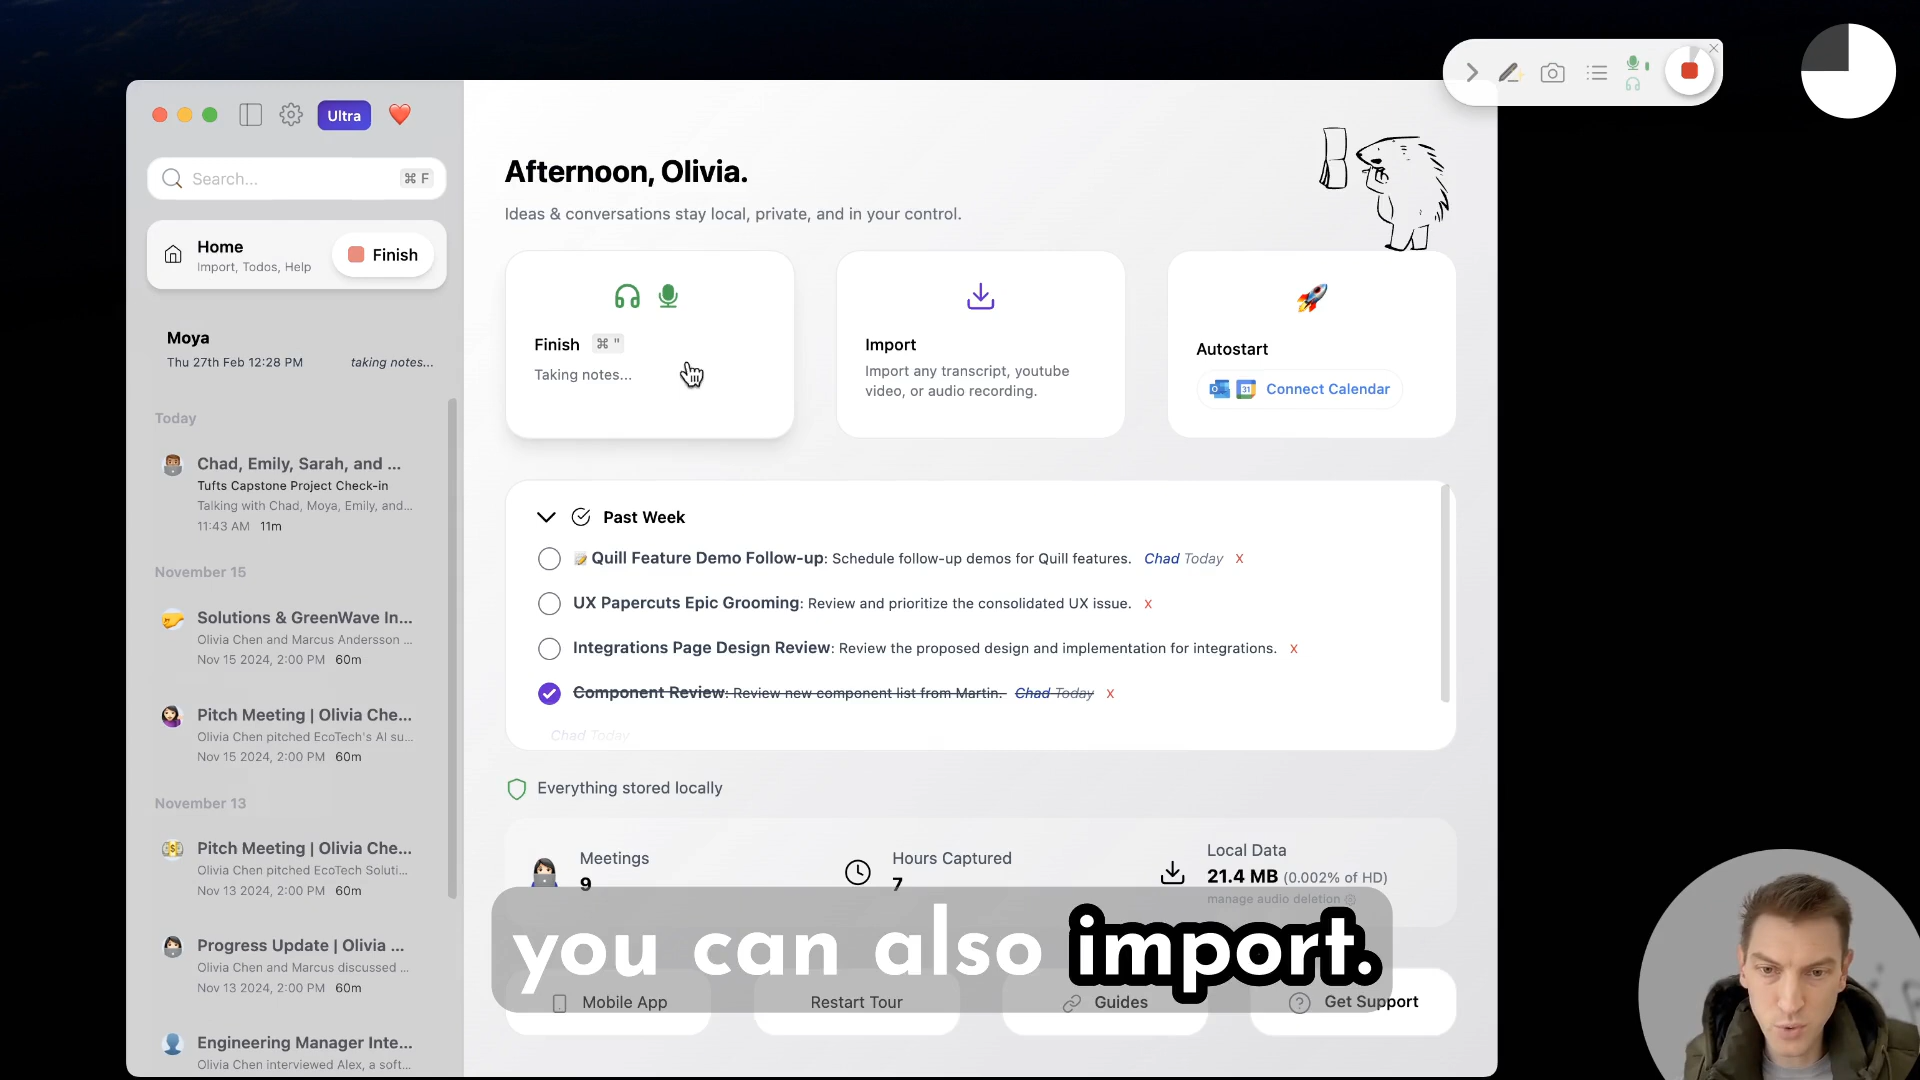 Ultra
Search...
⌘ F
Home
Import, Todos, Help
Finish
Moya
Thu 27th Feb 12:28 PM
taking notes...
Today
Chad, Emily, Sarah, and ...
Tufts Capstone Project Check-in
Talking with Chad, Moya, Emily, and...
11:43 AM 11m
November 15
Solutions & GreenWave In...
Olivia Chen and Marcus Andersson ...
Nov 15 2024, 2:00 PM 60m
Pitch Meeting | Olivia Che...
Olivia Chen pitched EcoTech's AI su...
Nov 15 2024, 2:00 PM 60m
November 13
Pitch Meeting | Olivia Che...
Olivia Chen pitched EcoTech Soluti...
Nov 13 2024, 2:00 PM 60m
Progress Update | Olivia ...
Olivia Chen and Marcus discussed ...
Nov 13 2024, 2:00 PM 60m
Engineering Manager Inte...
Olivia Chen interviewed Alex, a soft...
Afternoon, Olivia.
Ideas & conversations stay local, private, and in your control.
Finish ⌘ "
Taking notes...
Import
Import any transcript, youtube
video, or audio recording.
Autostart
31 Connect Calendar
Past Week
Quill Feature Demo Follow-up: Schedule follow-up demos for Quill features. Chad Today x
UX Papercuts Epic Grooming: Review and prioritize the consolidated UX issue. x
Integrations Page Design Review: Review the proposed design and implementation for integrations. x
Component Review: Review new component list from Martin. Chad Today x
Chad Today
Everything stored locally
Meetings
9
Hours Captured
7
Local Data
21.4 MB (0.002% of HD)
manage audio deletion
you can also import.
Mobile App
Restart Tour
Guides
Get Support